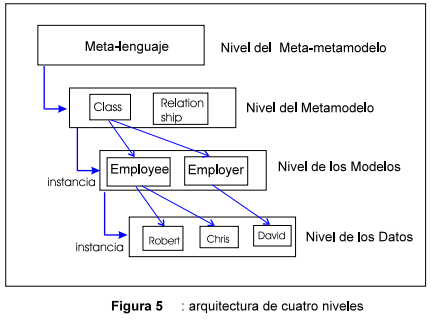 Meta-lenguaje
Nivel del Meta-metamodelo
Class
Relation
ship
Nivel del Metamodelo
instancia
Employee
Employer
Nivel de los Modelos
instancia
Robert
Chris
David
Nivel de los Datos
Figura 5 : arquitectura de cuatro niveles